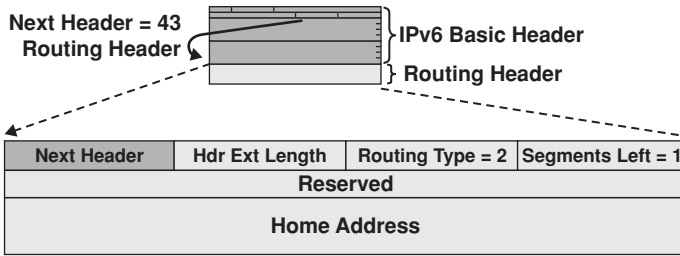 Next Header = 43
Routing Header
IPv6 Basic Header
Routing Header
Next Header
Hdr Ext Length
Routing Type = 2
Segments Left = 1
Reserved
Home Address